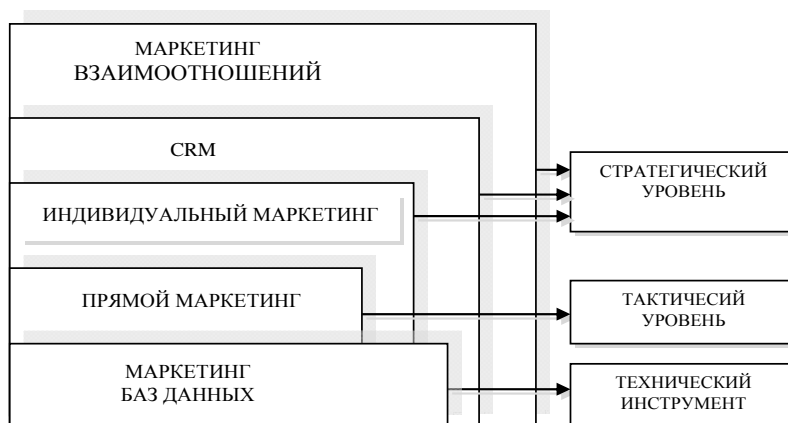 МАРКЕТИНГ
ВЗАИМООТНОШЕНИЙ
CRM
ИНДИВИДУАЛЬНЫЙ МАРКЕТИНГ
ПРЯМОЙ МАРКЕТИНГ
МАРКЕТИНГ
БАЗ ДАННЫХ
СТРАТЕГИЧЕСКИЙ
УРОВЕНЬ
ТАКТИЧЕСИЙ
УРОВЕНЬ
ТЕХНИЧЕСКИЙ
ИНСТРУМЕНТ